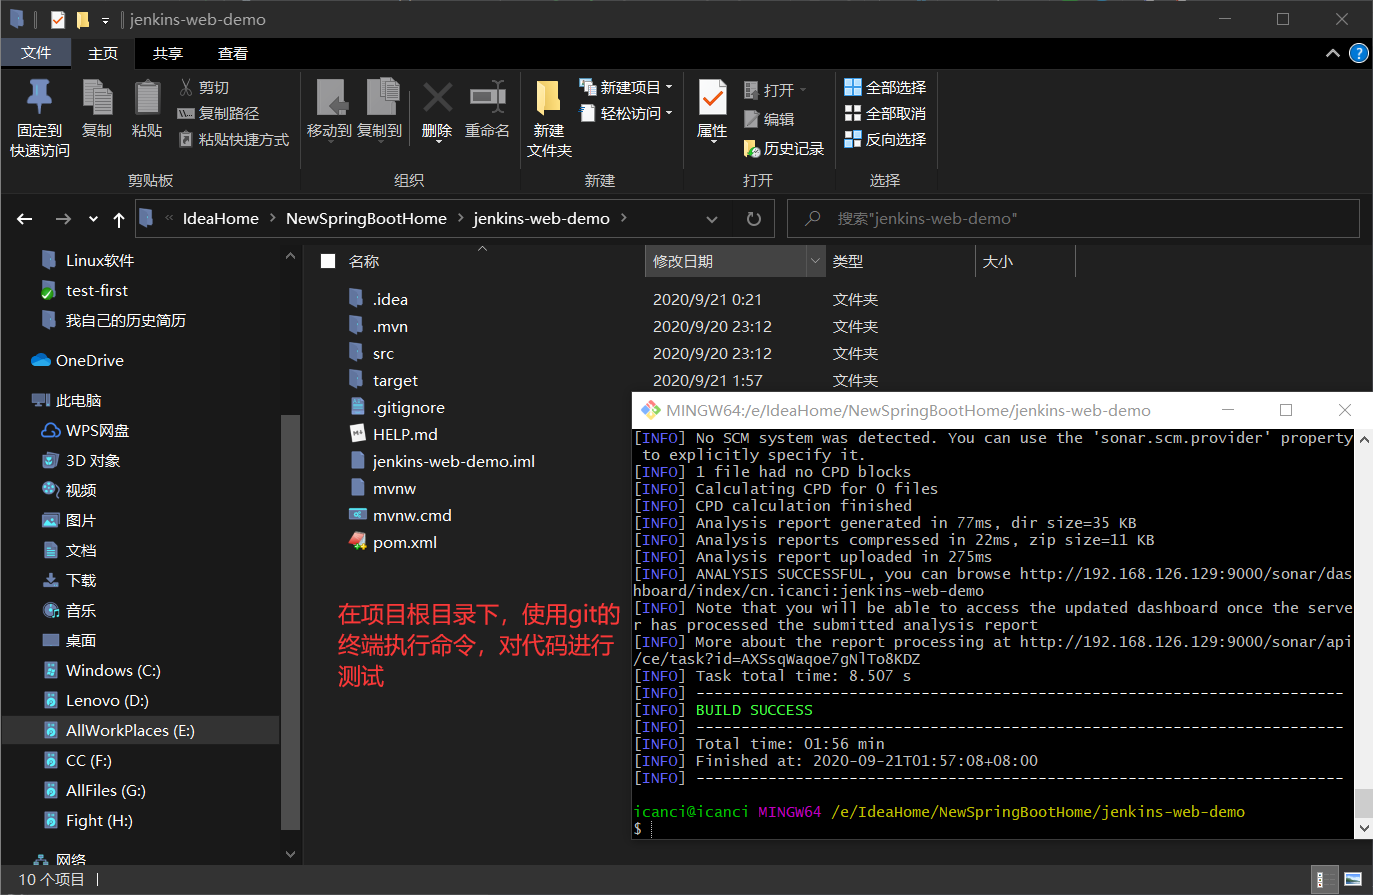 jenkins-web-demo
文件 主页 共享 查看
固定到
快速访问
复制
粘贴
剪切
复制路径
粘贴快捷方式
剪贴板
移动到
复制到
删除
重命名
组织
新建
文件夹
新建项目
轻松访问
新建
属性
打开
编辑
历史记录
打开
全部选择
全部取消
反向选择
选择
« IdeaHome > NewSpringBootHome > jenkins-web-demo >
搜索"jenkins-web-demo"
Linux软件
test-first
我自己的历史简历
OneDrive
此电脑
WPS网盘
3D 对象
视频
图片
文档
下载
音乐
桌面
Windows (C:)
Lenovo (D:)
AllWorkPlaces (E:)
CC (F:)
AllFiles (G:)
Fight (H:)
网络
名称 修改日期 类型 大小
.idea 2020/9/21 0:21 文件夹
.mvn 2020/9/20 23:12 文件夹
src 2020/9/20 23:12 文件夹
target 2020/9/21 1:57 文件夹
.gitignore
HELP.md
jenkins-web-demo.iml
mvnw
mvnw.cmd
pom.xml
在项目根目录下，使用git的
终端执行命令，对代码进行
测试
MINGW64:/e/IdeaHome/NewSpringBootHome/jenkins-web-demo
[INFO] No SCM system was detected. You can use the 'sonar.scm.provider' property
to explicitly specify it.
[INFO] 1 file had no CPD blocks
[INFO] Calculating CPD for 0 files
[INFO] CPD calculation finished
[INFO] Analysis report generated in 77ms, dir size=35 KB
[INFO] Analysis reports compressed in 22ms, zip size=11 KB
[INFO] Analysis report uploaded in 275ms
[INFO] ANALYSIS SUCCESSFUL, you can browse http://192.168.126.129:9000/sonar/das
hboard/index/cn.icanci:jenkins-web-demo
[INFO] Note that you will be able to access the updated dashboard once the serve
r has processed the submitted analysis report
[INFO] More about the report processing at http://192.168.126.129:9000/sonar/api
/ce/task?id=AXSsqWaqoe7gNlTo8KDZ
[INFO] Task total time: 8.507 s
[INFO] ------------------------------------------------------------------------
[INFO] BUILD SUCCESS
[INFO] ------------------------------------------------------------------------
[INFO] Total time: 01:56 min
[INFO] Finished at: 2020-09-21T01:57:08+08:00
[INFO] ------------------------------------------------------------------------
icanci@icanci MINGW64 /e/IdeaHome/NewSpringBootHome/jenkins-web-demo
$
10 个项目